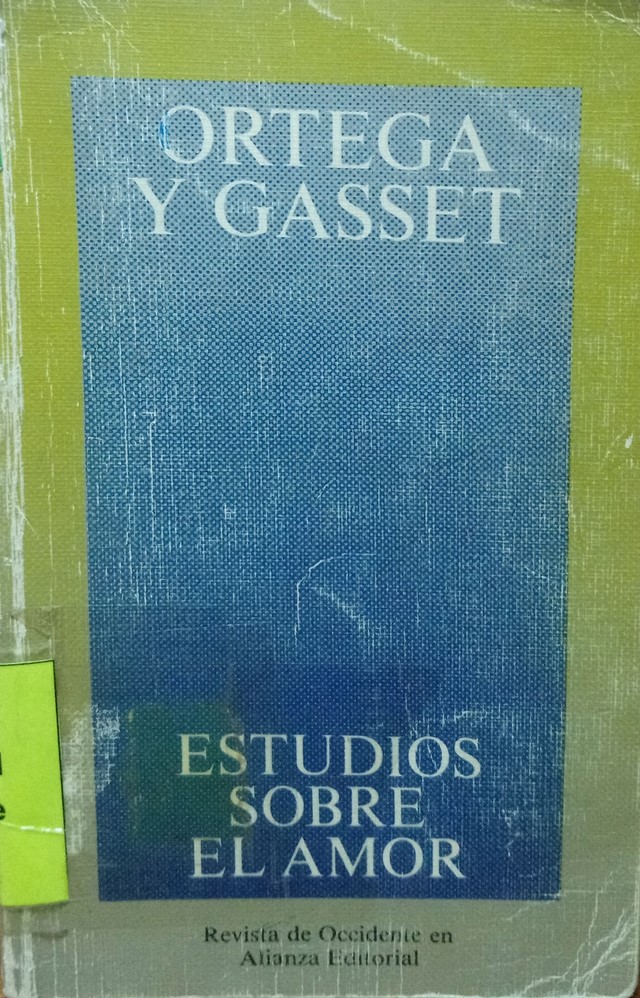 ORTEGA
Y GASSET
ESTUDIOS
SOBRE
EL AMOR
Revista de Occidente en
Alianza Editorial